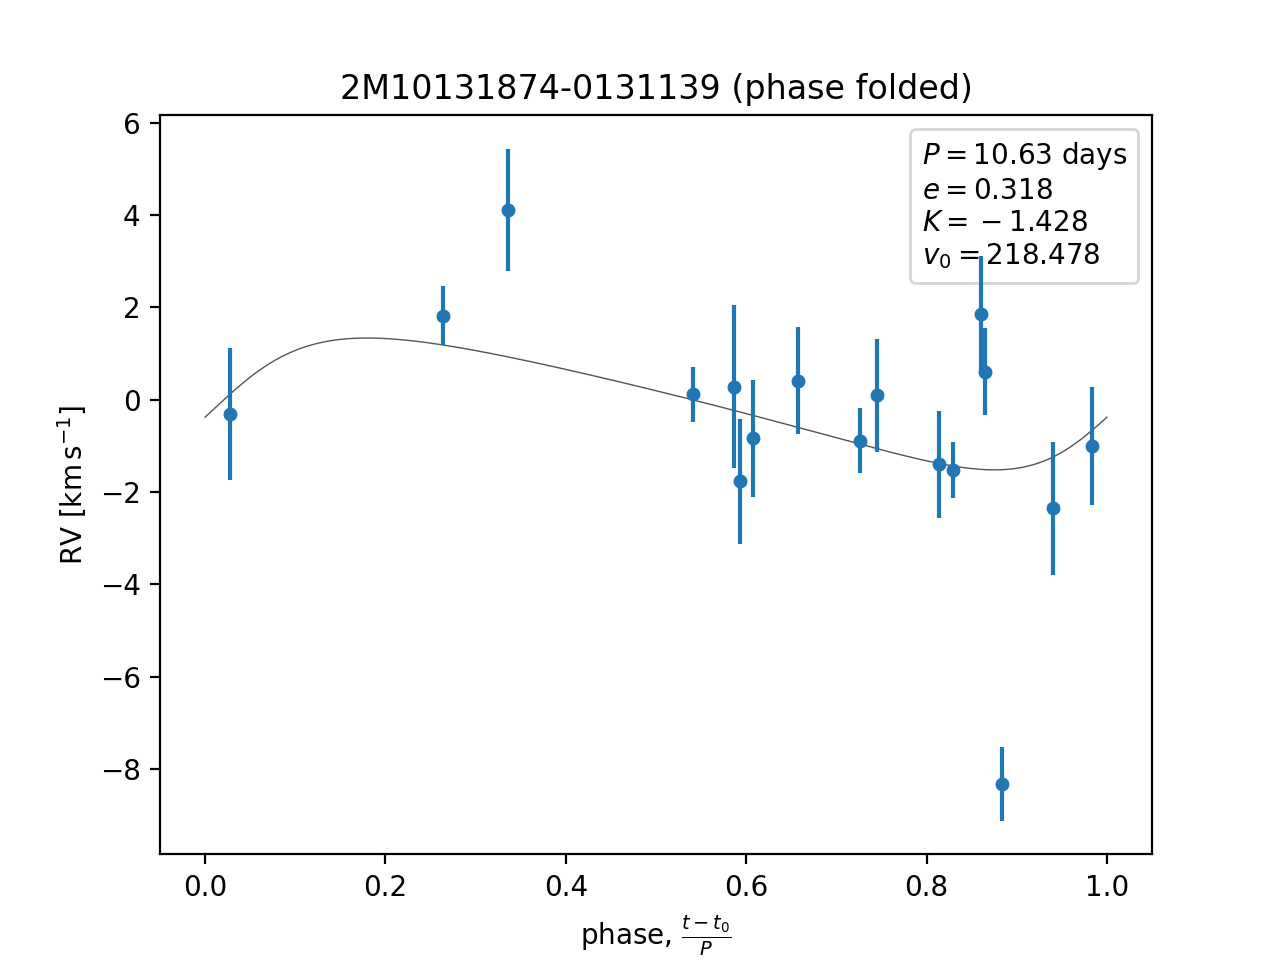 2M10131874-0131139 (phase folded)
P = 10.63 days
e = 0.318
K = −1.428
v₀ = 218.478
6
4
2
0
−2
−4
−6
−8
RV [km s⁻¹]
0.0 0.2 0.4 0.6 0.8 1.0
phase, (t − t₀)/P